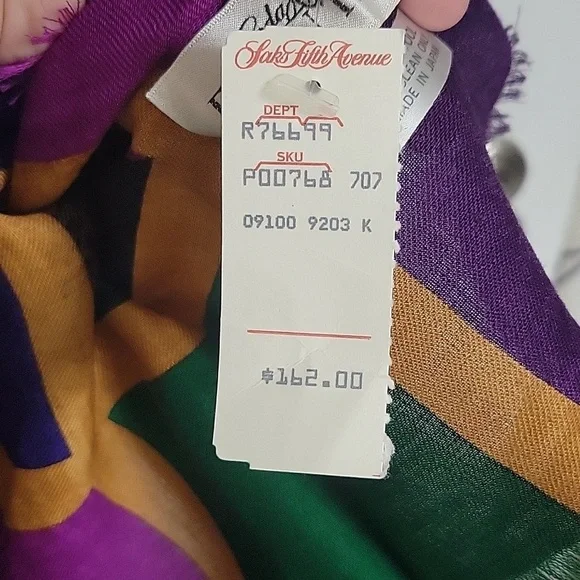 Saks Fifth Avenue
DEPT
R76699
SKU
P00768 707
09100 9203 K
$162.00
MADE IN JAPAN